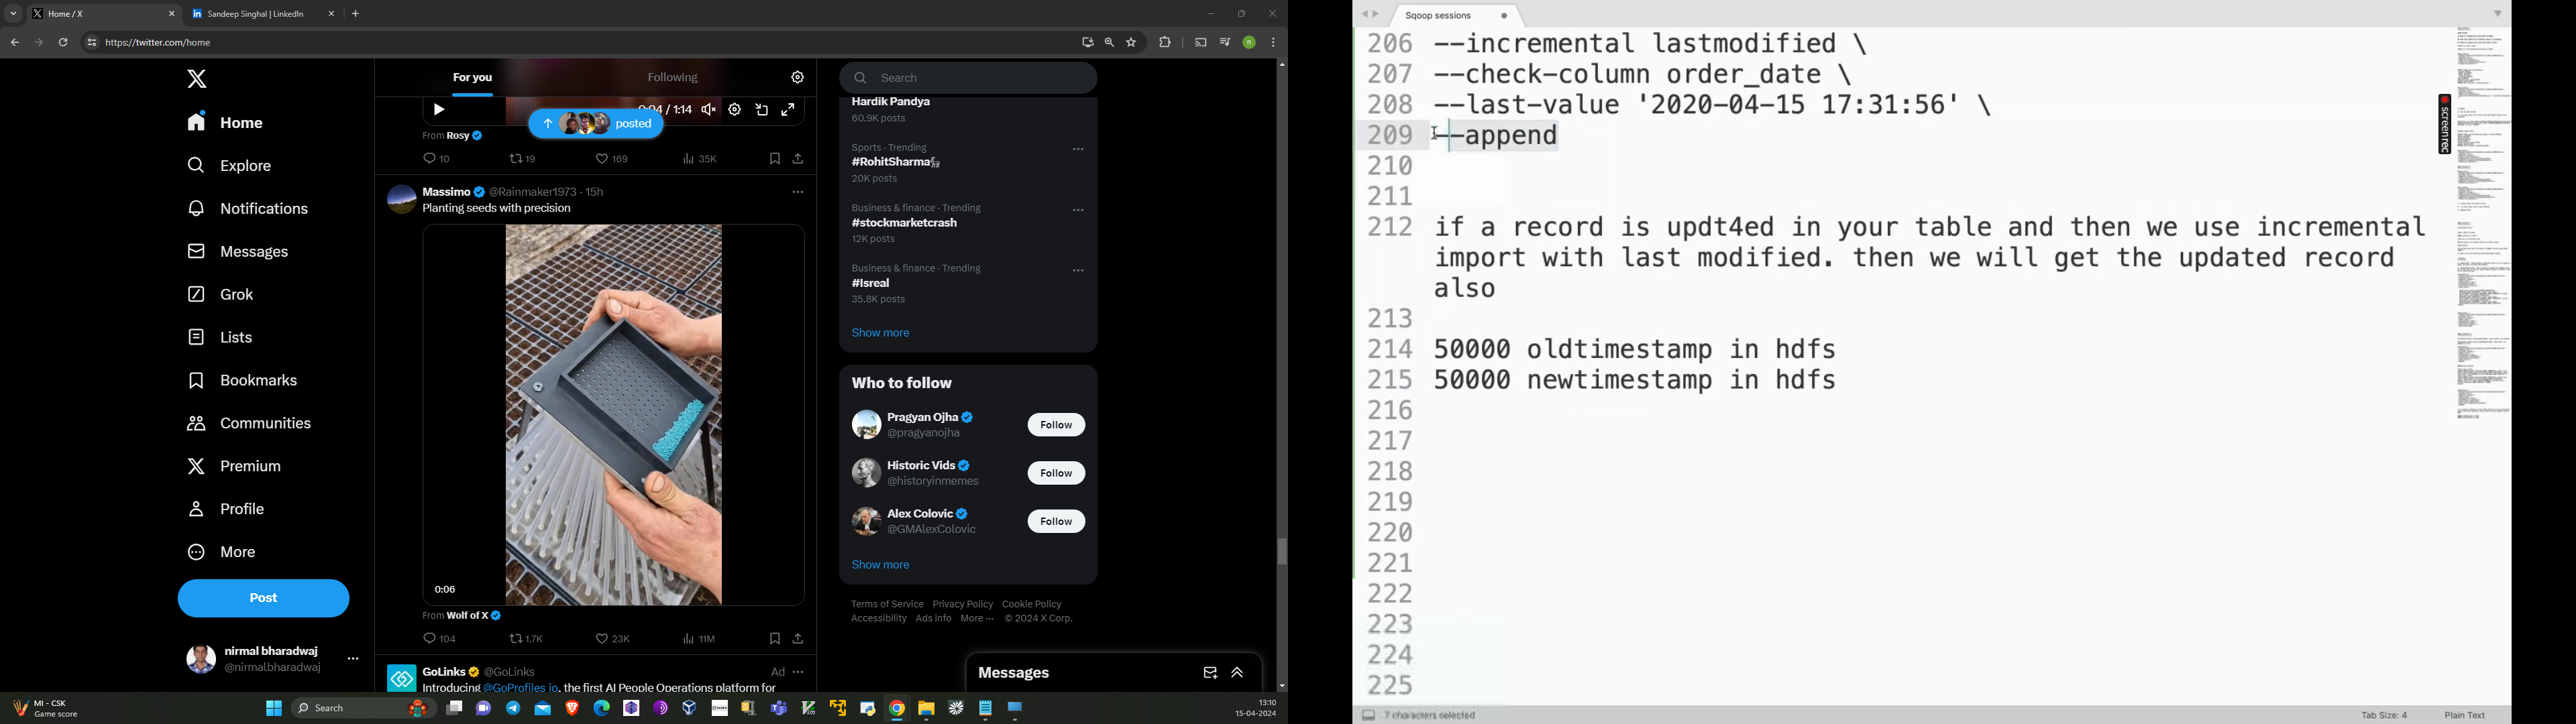 Home / X
Sandeep Singhal | LinkedIn
https://twitter.com/home
Home
Explore
Notifications
Messages
Grok
Lists
Bookmarks
Communities
Premium
Profile
More
Post
nirmal bharadwaj
@nirmalbharadwaj
For you
Following
0:04 / 1:14
posted
From Rosy
10
19
169
35K
Massimo @Rainmaker1973 · 15h
Planting seeds with precision
0:06
From Wolf of X
104
1.7K
23K
11M
GoLinks @GoLinks
Ad
Introducing @GoProfiles_io, the first AI People Operations platform for
Search
Hardik Pandya
60.9K posts
Sports · Trending
#RohitSharma
20K posts
Business & finance · Trending
#stockmarketcrash
12K posts
Business & finance · Trending
#Isreal
35.8K posts
Show more
Who to follow
Pragyan Ojha
@pragyanojha
Follow
Historic Vids
@historyinmemes
Follow
Alex Colovic
@GMAlexColovic
Follow
Show more
Terms of Service Privacy Policy Cookie Policy
Accessibility Ads info More ··· © 2024 X Corp.
Messages
MI - CSK
Game score
Search
13:10
15-04-2024
Sqoop sessions
206 --incremental lastmodified \
207 --check-column order_date \
208 --last-value '2020-04-15 17:31:56' \
209 --append
210
211
212 if a record is updt4ed in your table and then we use incremental
import with last modified. then we will get the updated record
also
213
214 50000 oldtimestamp in hdfs
215 50000 newtimestamp in hdfs
216
217
218
219
220
221
222
223
224
225
screenrec
7 characters selected
Tab Size: 4
Plain Text